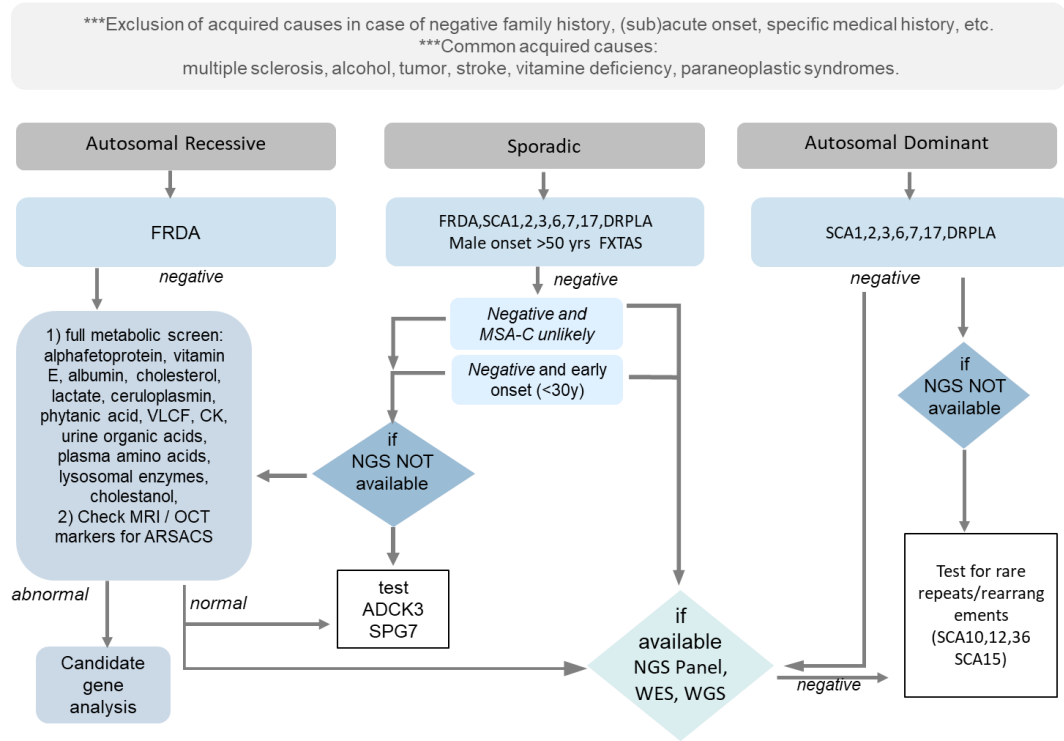 ***Exclusion of acquired causes in case of negative family history, (sub)acute onset, specific medical history, etc.
***Common acquired causes:
multiple sclerosis, alcohol, tumor, stroke, vitamine deficiency, paraneoplastic syndromes.
Autosomal Recessive
Sporadic
Autosomal Dominant
FRDA
FRDA,SCA1,2,3,6,7,17,DRPLA
Male onset >50 yrs FXTAS
SCA1,2,3,6,7,17,DRPLA
negative
negative
negative
1) full metabolic screen:
alphafetoprotein, vitamin
E, albumin, cholesterol,
lactate, ceruloplasmin,
phytanic acid, VLCF, CK,
urine organic acids,
plasma amino acids,
lysosomal enzymes,
cholestanol,
2) Check MRI / OCT
markers for ARSACS
Negative and
MSA-C unlikely
Negative and early
onset (<30y)
if
NGS NOT
available
if
NGS NOT
available
abnormal
normal
test
ADCK3
SPG7
Candidate
gene
analysis
if
available
NGS Panel,
WES, WGS
negative
Test for rare
repeats/rearrang
ements
(SCA10,12,36
SCA15)